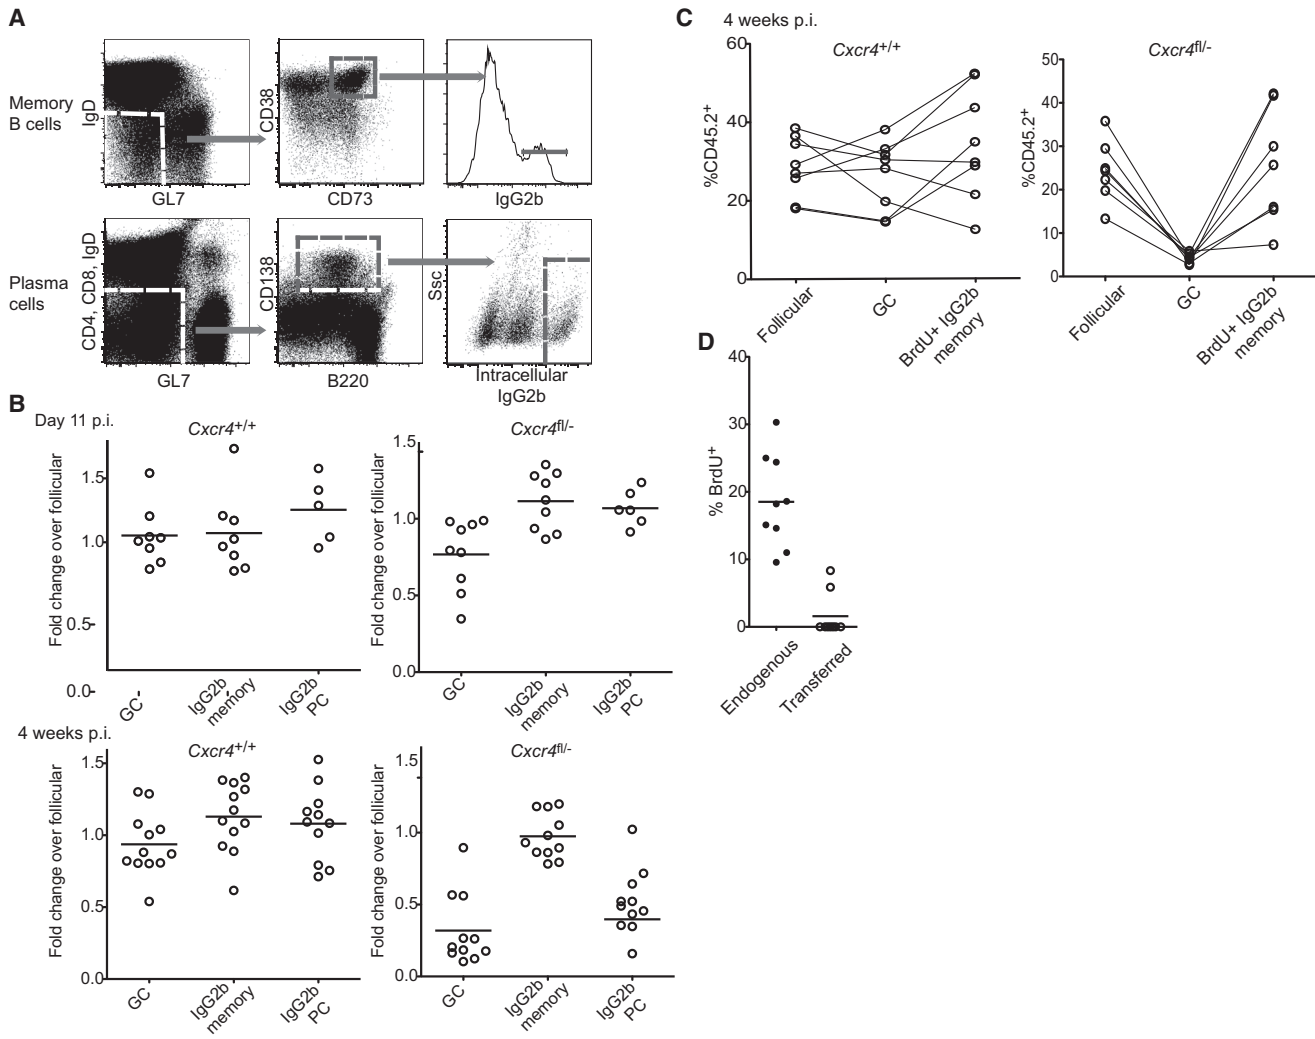 A
Memory
B cells
IgD
GL7
CD38
CD73
IgG2b
Plasma
cells
CD4, CD8, IgD
GL7
CD138
B220
Ssc
Intracellular
IgG2b
B
Day 11 p.i.
Cxcr4+/+
Fold change over follicular
1.5
1.0
0.5
0.0
GC
IgG2b
memory
IgG2b
PC
Cxcr4fl/-
Fold change over follicular
1.5
1.0
0.5
0.0
GC
IgG2b
memory
IgG2b
PC
4 weeks p.i.
Cxcr4+/+
Fold change over follicular
1.5
1.0
0.5
0.0
GC
IgG2b
memory
IgG2b
PC
Cxcr4fl/-
Fold change over follicular
1.5
1.0
0.5
0.0
GC
IgG2b
memory
IgG2b
PC
C
4 weeks p.i.
Cxcr4+/+
%CD45.2+
60
40
20
0
Follicular
GC
BrdU+ IgG2b
memory
Cxcr4fl/-
%CD45.2+
50
40
30
20
10
0
Follicular
GC
BrdU+ IgG2b
memory
D
% BrdU+
40
30
20
10
0
Endogenous
Transferred